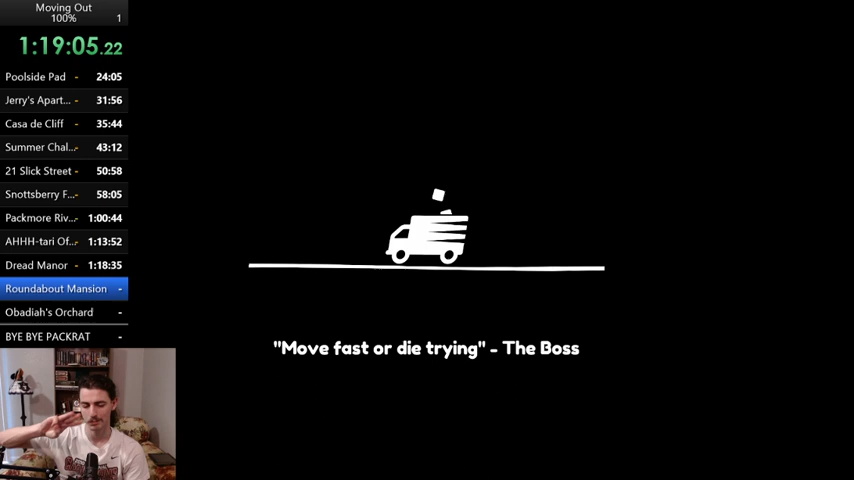 Moving Out
100% 1
1:19:05.22
Poolside Pad - 24:05
Jerry's Apart... - 31:56
Casa de Cliff - 35:44
Summer Chal... - 43:12
21 Slick Street - 50:58
Snottsberry F... - 58:05
Packmore Riv... - 1:00:44
AHHH-tari Of... - 1:13:52
Dread Manor - 1:18:35
Roundabout Mansion -
Obadiah's Orchard -
BYE BYE PACKRAT -
"Move fast or die trying" - The Boss